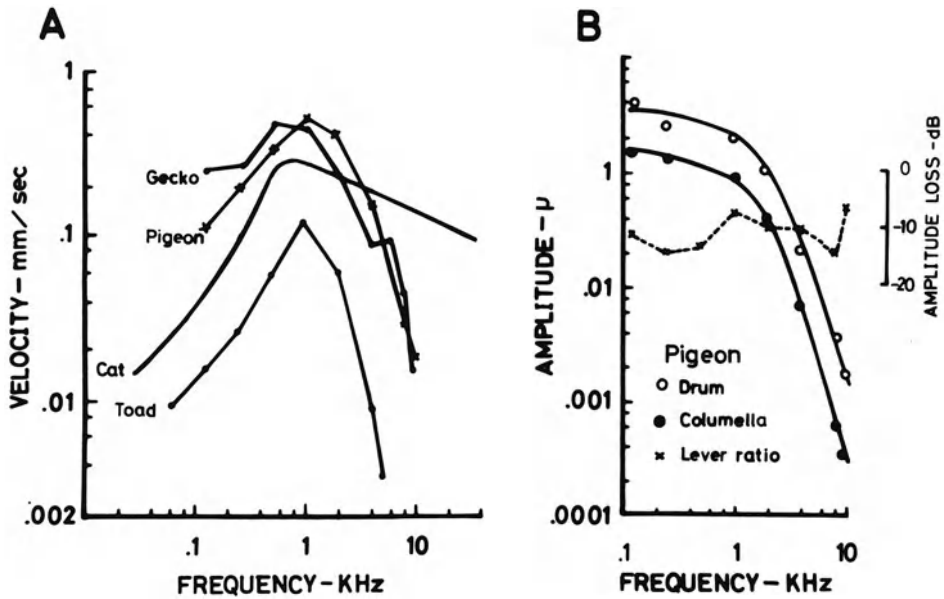 A
VELOCITY – mm/sec
1
.1
.01
.002
Gecko
Pigeon
Cat
Toad
.1
1
10
FREQUENCY – KHz
B
AMPLITUDE – μ
1
0.1
.01
.001
.0001
0
-10
-20
AMPLITUDE LOSS – dB
Pigeon
Drum
Columella
Lever ratio
.1
1
10
FREQUENCY – KHz